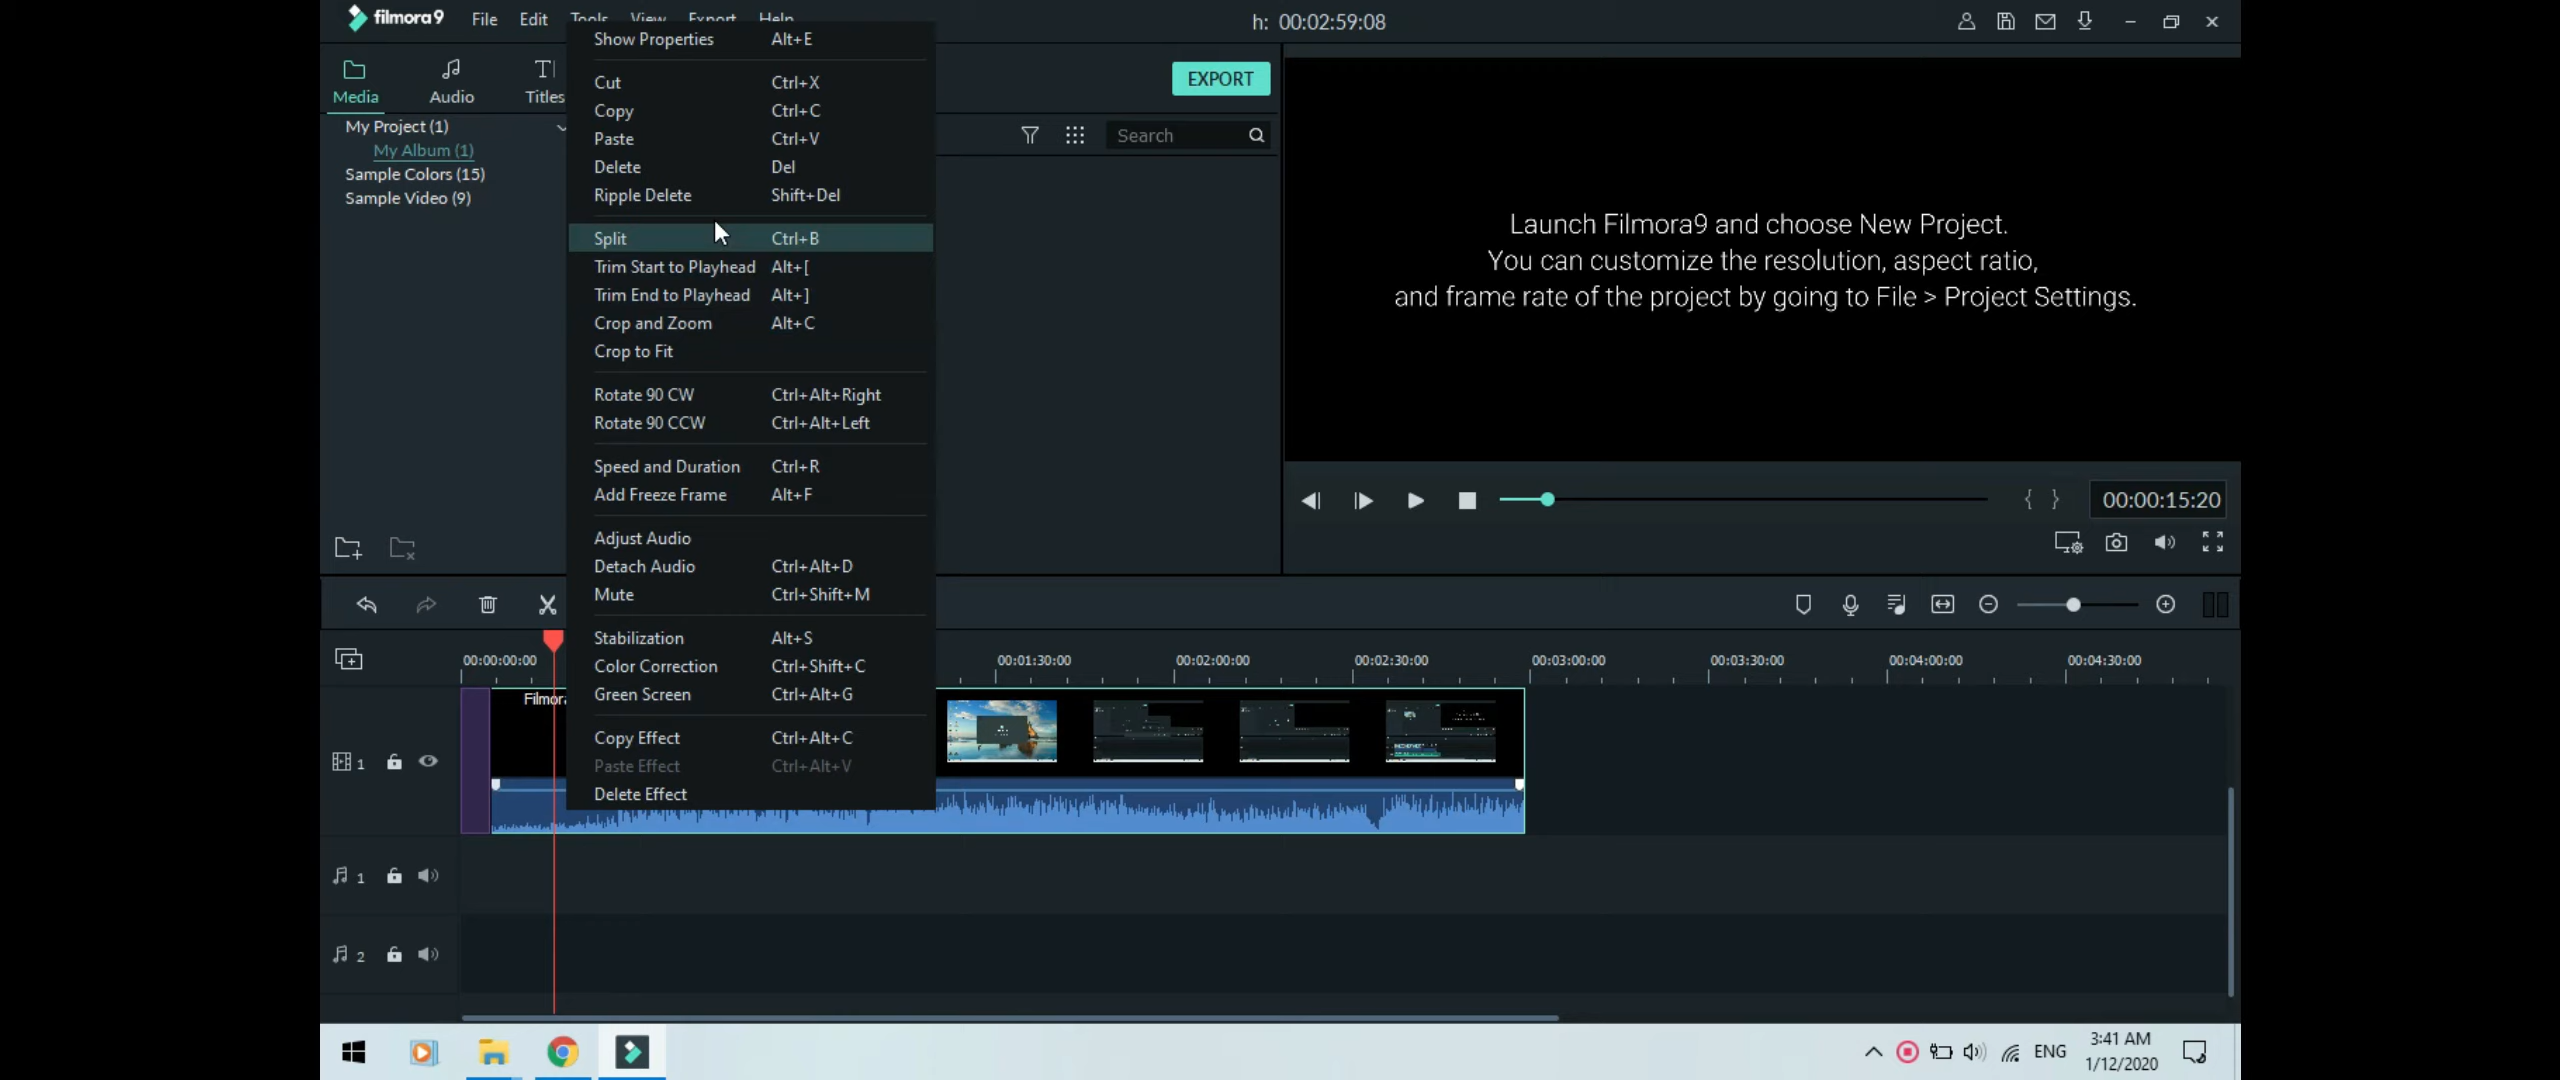 filmora9 File Edit Tools View Export Help
h: 00:02:59:08
Media Audio Titles
EXPORT
My Project (1)
My Album (1)
Sample Colors (15)
Sample Video (9)
Search
Show Properties Alt+E
Cut Ctrl+X
Copy Ctrl+C
Paste Ctrl+V
Delete Del
Ripple Delete Shift+Del
Split Ctrl+B
Trim Start to Playhead Alt+[
Trim End to Playhead Alt+]
Crop and Zoom Alt+C
Crop to Fit
Rotate 90 CW Ctrl+Alt+Right
Rotate 90 CCW Ctrl+Alt+Left
Speed and Duration Ctrl+R
Add Freeze Frame Alt+F
Adjust Audio
Detach Audio Ctrl+Alt+D
Mute Ctrl+Shift+M
Stabilization Alt+S
Color Correction Ctrl+Shift+C
Green Screen Ctrl+Alt+G
Copy Effect Ctrl+Alt+C
Paste Effect Ctrl+Alt+V
Delete Effect
Launch Filmora9 and choose New Project.
You can customize the resolution, aspect ratio,
and frame rate of the project by going to File > Project Settings.
{ } 00:00:15:20
00:00:00:00 00:01:30:00 00:02:00:00 00:02:30:00 00:03:00:00 00:03:30:00 00:04:00:00 00:04:30:00
Filmora
1
1
2
ENG
3:41 AM
1/12/2020